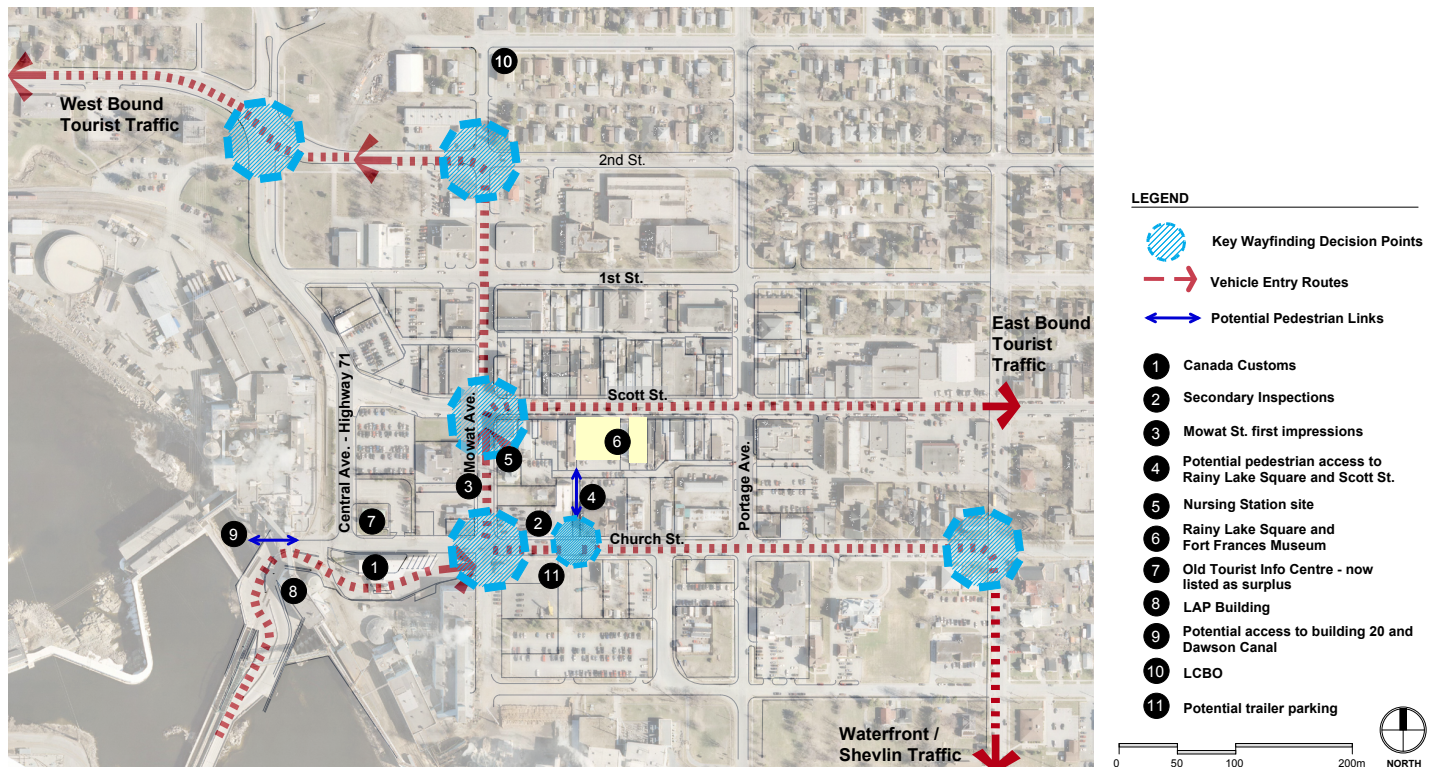 10
West Bound
Tourist Traffic
2nd St.
1st St.
East Bound
Tourist
Traffic
Central Ave. - Highway 71
Mowat Ave.
Scott St.
6
5
3
4
Portage Ave.
7
2
9
Church St.
1
11
8
Waterfront /
Shevlin Traffic
LEGEND
Key Wayfinding Decision Points
Vehicle Entry Routes
Potential Pedestrian Links
1 Canada Customs
2 Secondary Inspections
3 Mowat St. first impressions
4 Potential pedestrian access to
Rainy Lake Square and Scott St.
5 Nursing Station site
6 Rainy Lake Square and
Fort Frances Museum
7 Old Tourist Info Centre - now
listed as surplus
8 LAP Building
9 Potential access to building 20 and
Dawson Canal
10 LCBO
11 Potential trailer parking
0 50 100 200m
NORTH